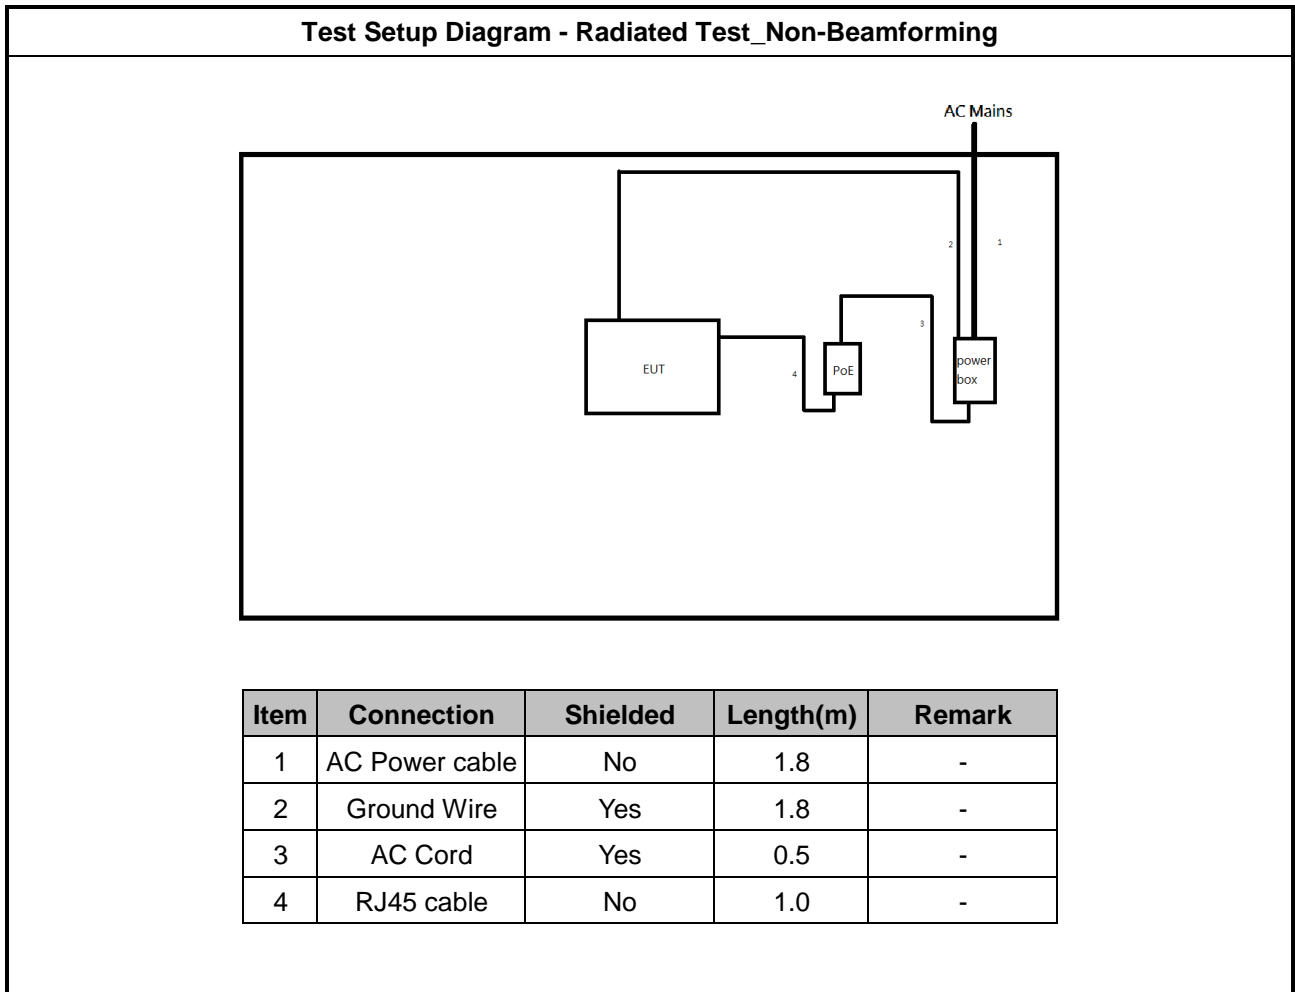 Test Setup Diagram - Radiated Test_Non-Beamforming
AC Mains
2
1
3
EUT
4
PoE
power
box
Item Connection Shielded Length(m) Remark
1 AC Power cable No 1.8 -
2 Ground Wire Yes 1.8 -
3 AC Cord Yes 0.5 -
4 RJ45 cable No 1.0 -